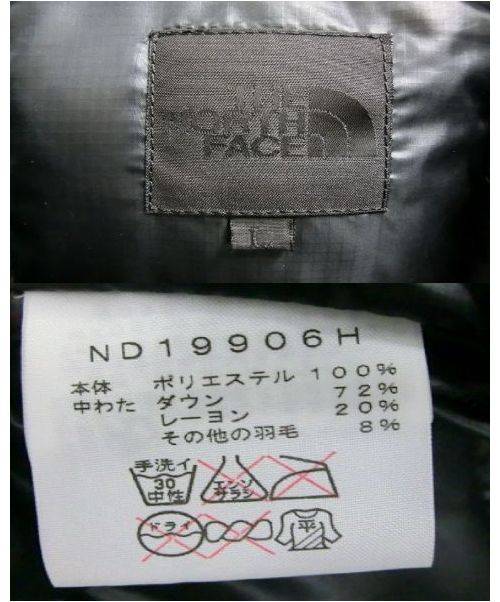 THE
NORTH
FACE
L
ND19906H
本体 ポリエステル 100%
中わた ダウン 72%
レーヨン 20%
その他の羽毛 8%
手洗イ
30
中性
エンソ
サラシ
ドライ
平